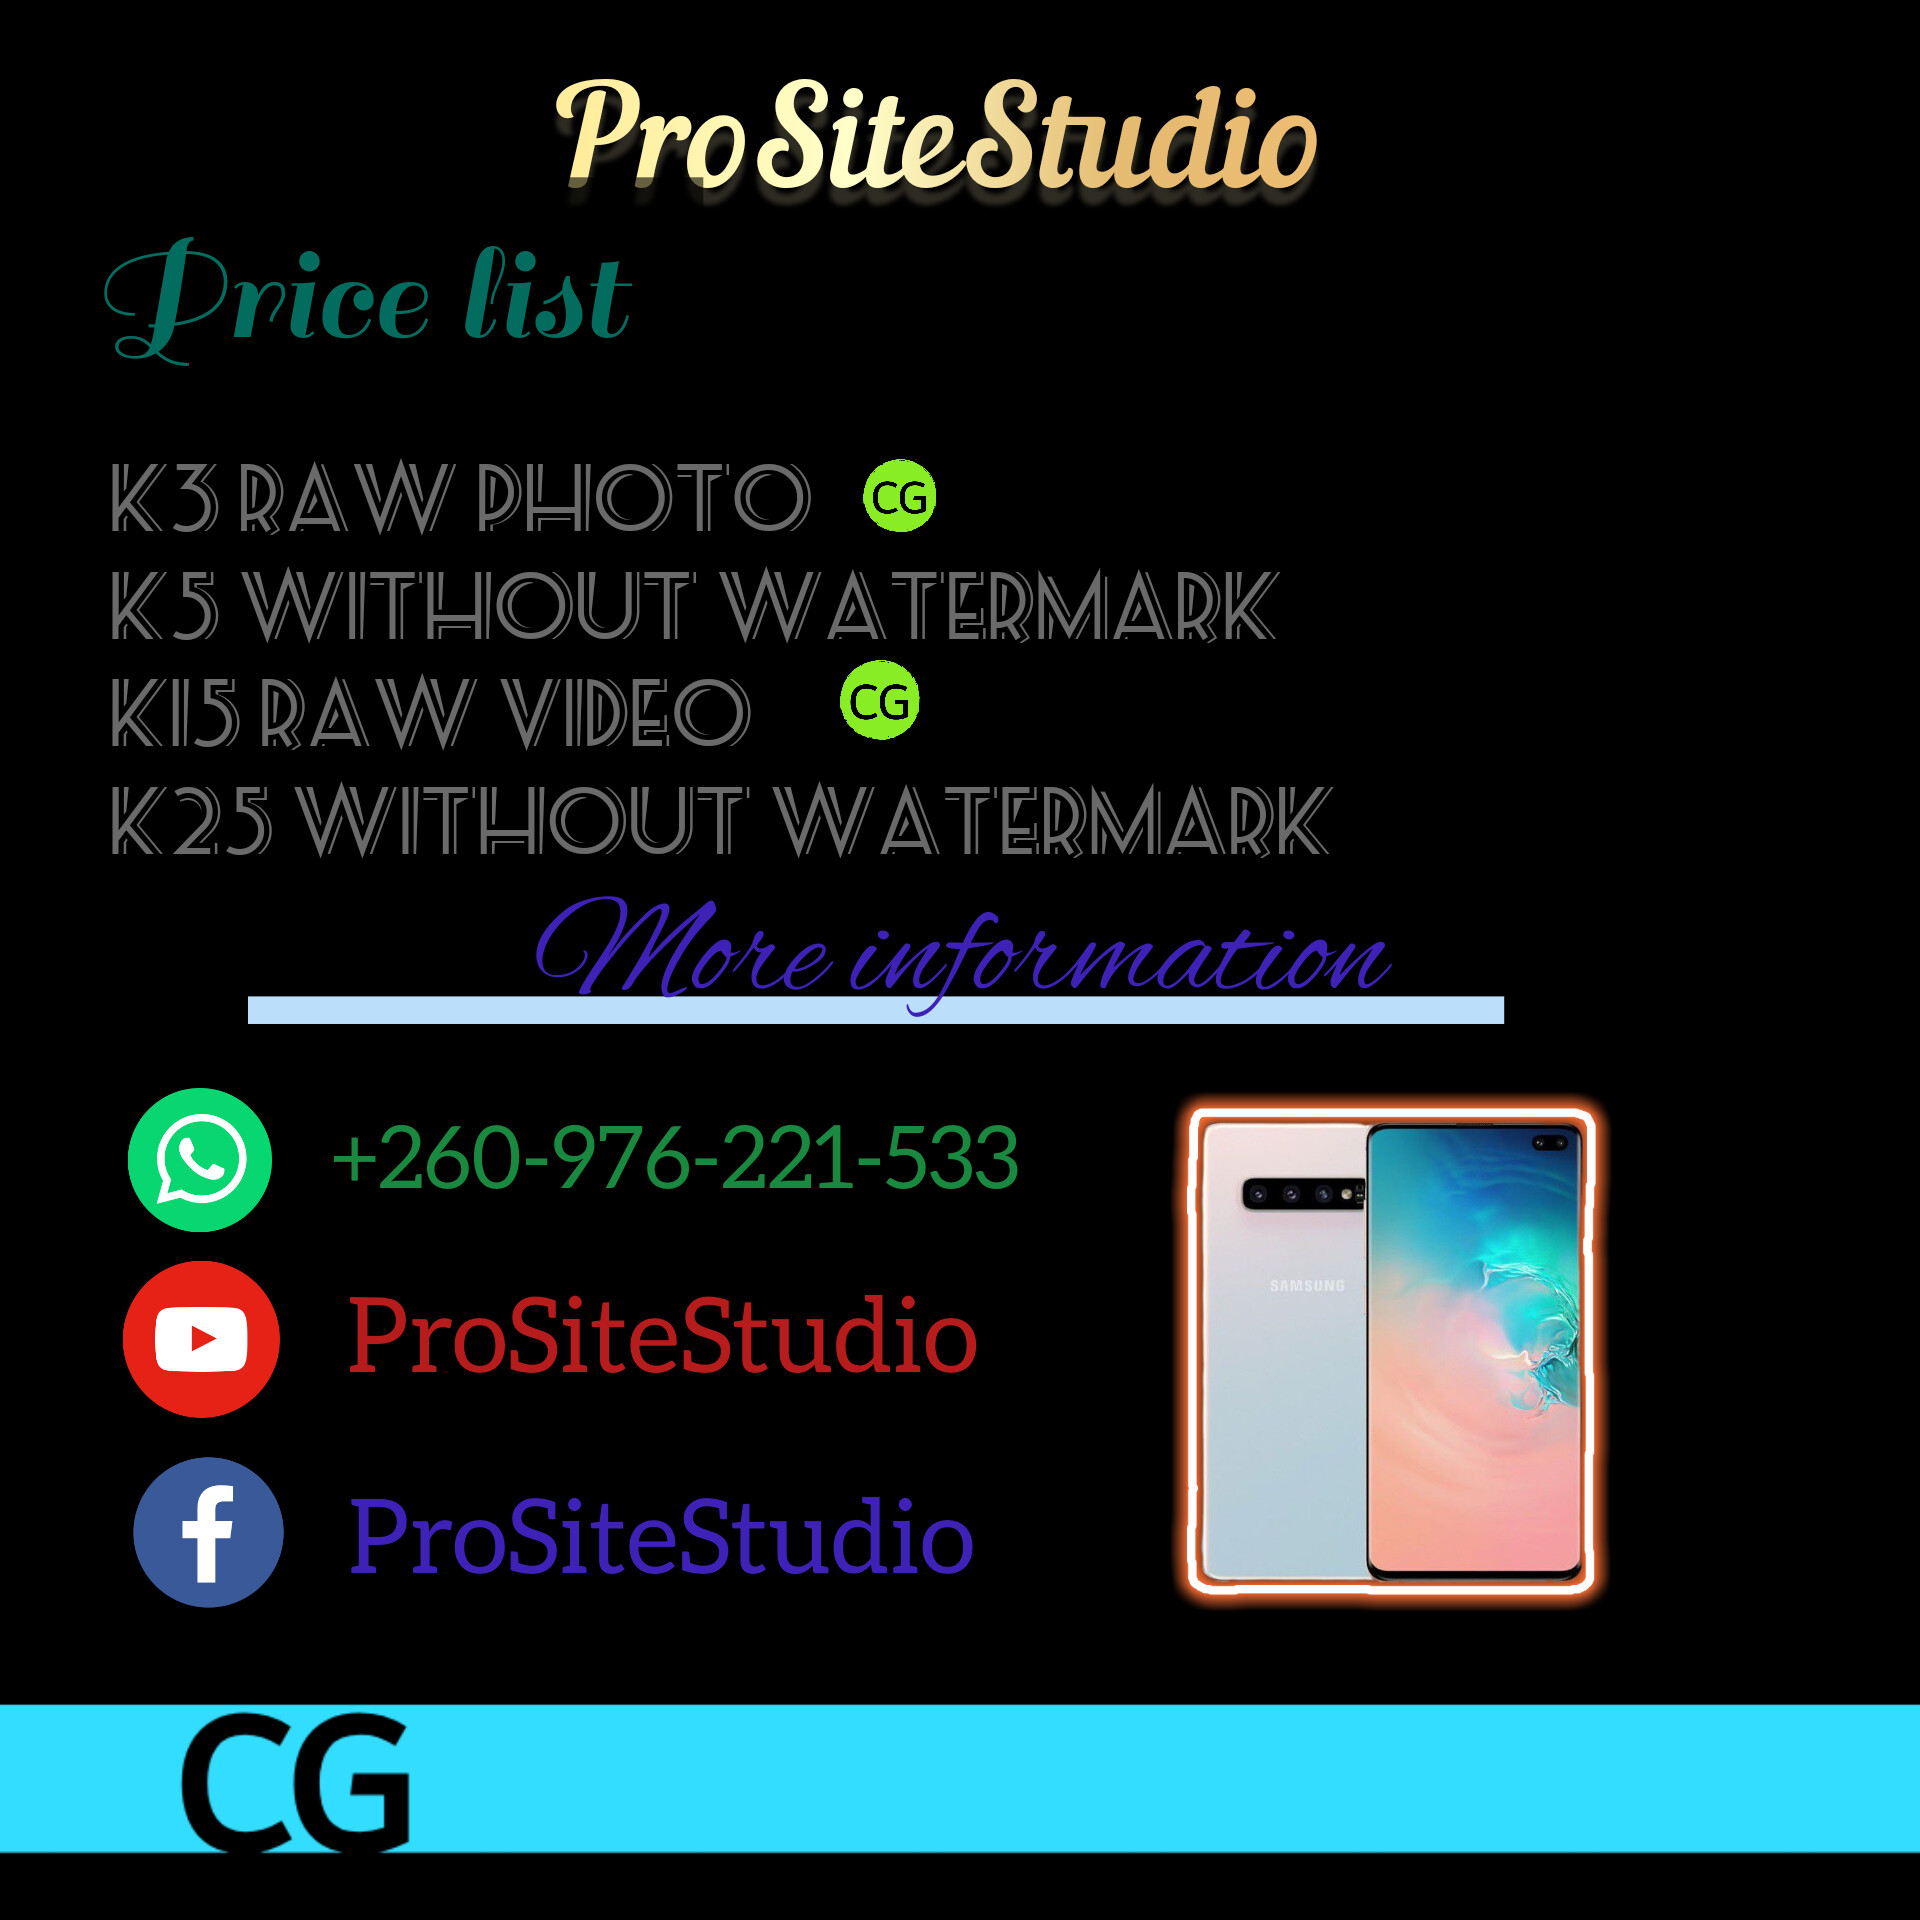 ProSiteStudio
Price list
K3 RAW PHOTO CG
K5 WITHOUT WATERMARK
K15 RAW VIDEO CG
K25 WITHOUT WATERMARK
More information
+260-976-221-533
ProSiteStudio
SAMSUNG
ProSiteStudio
CG